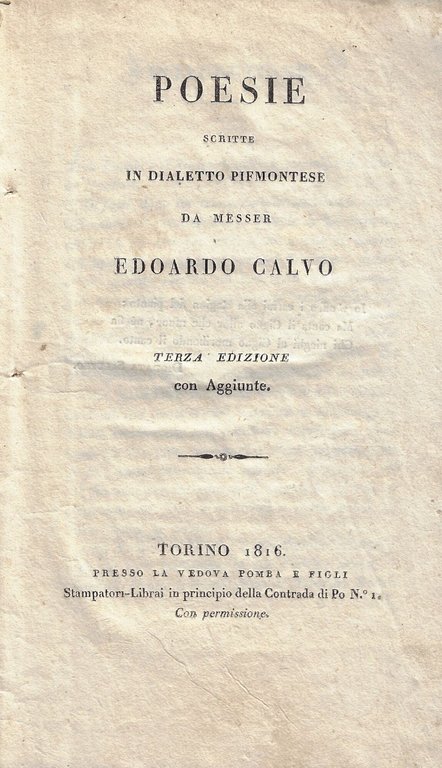 POESIE
SCRITTE
IN DIALETTO PIEMONTESE
DA MESSER
EDOARDO CALVO
TERZA EDIZIONE
con Aggiunte.
TORINO 1816.
PRESSO LA VEDOVA POMBA E FIGLI
Stampatori-Librai in principio della Contrada di Po N.° 1.
Con permissione.